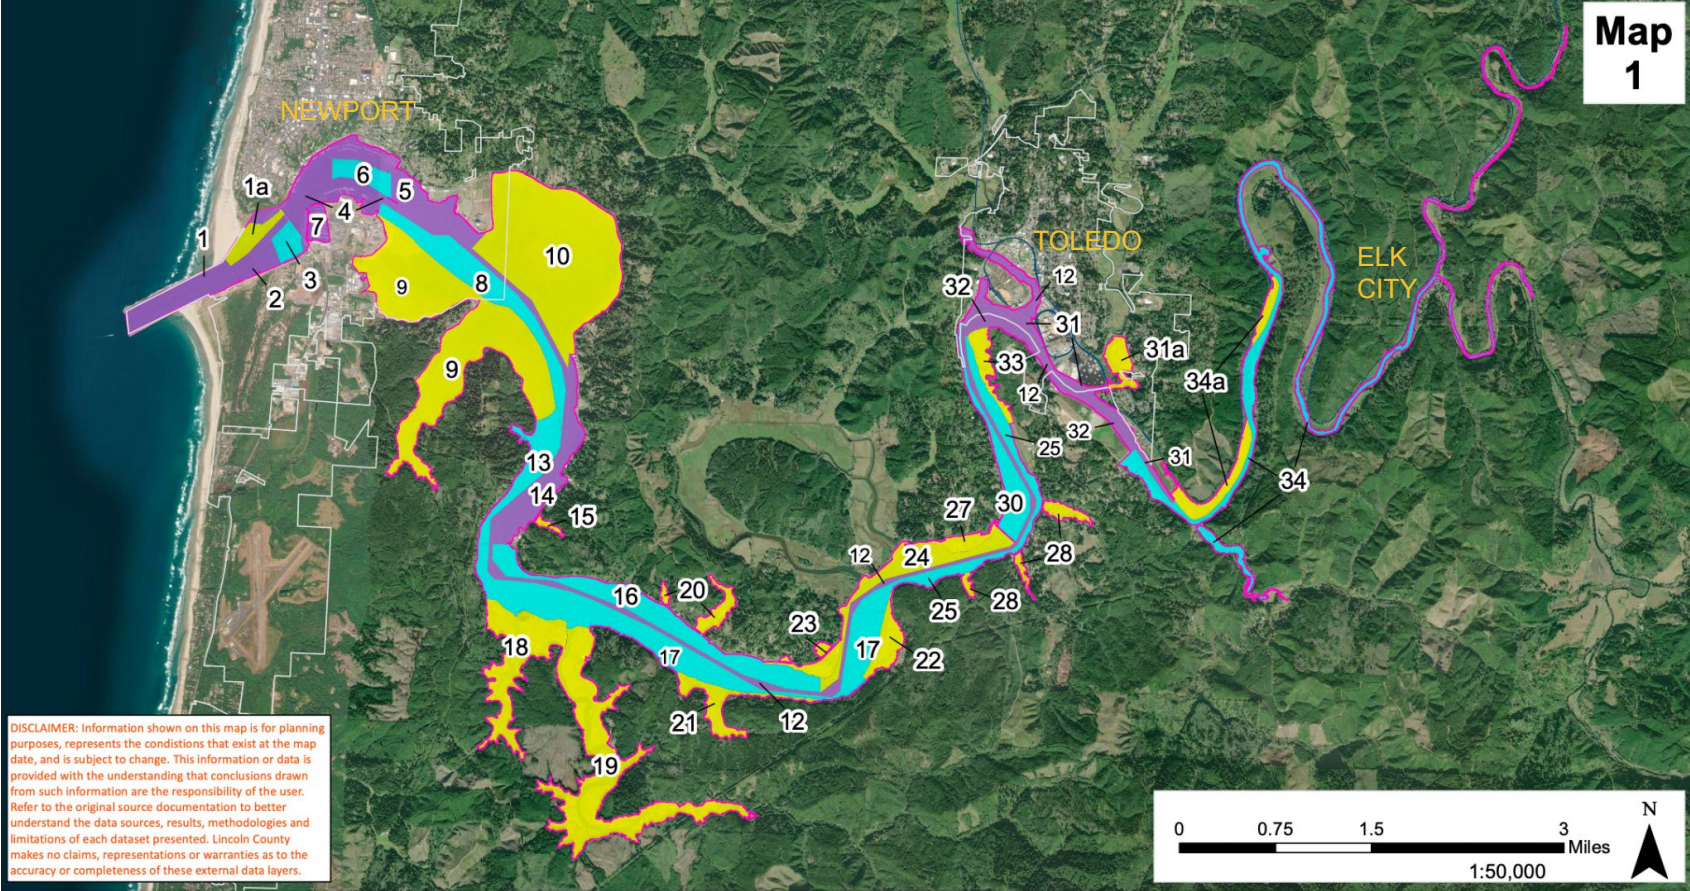 Map
1
NEWPORT
1a
6
5
4
7
1
3
2
8
9
10
9
TOLEDO
ELK
CITY
12
32
31
33
31a
12
34a
32
25
31
13
14
15
30
34
27
28
12
24
25
28
16
20
23
17
17
22
18
21
12
19
DISCLAIMER: Information shown on this map is for planning
purposes, represents the condistions that exist at the map
date, and is subject to change. This information or data is
provided with the understanding that conclusions drawn
from such information are the responsibility of the user.
Refer to the original source documentation to better
understand the data sources, results, methodologies and
limitations of each dataset presented. Lincoln County
makes no claims, representations or warranties as to the
accuracy or completeness of these external data layers.
N
0 0.75 1.5 3
Miles
1:50,000